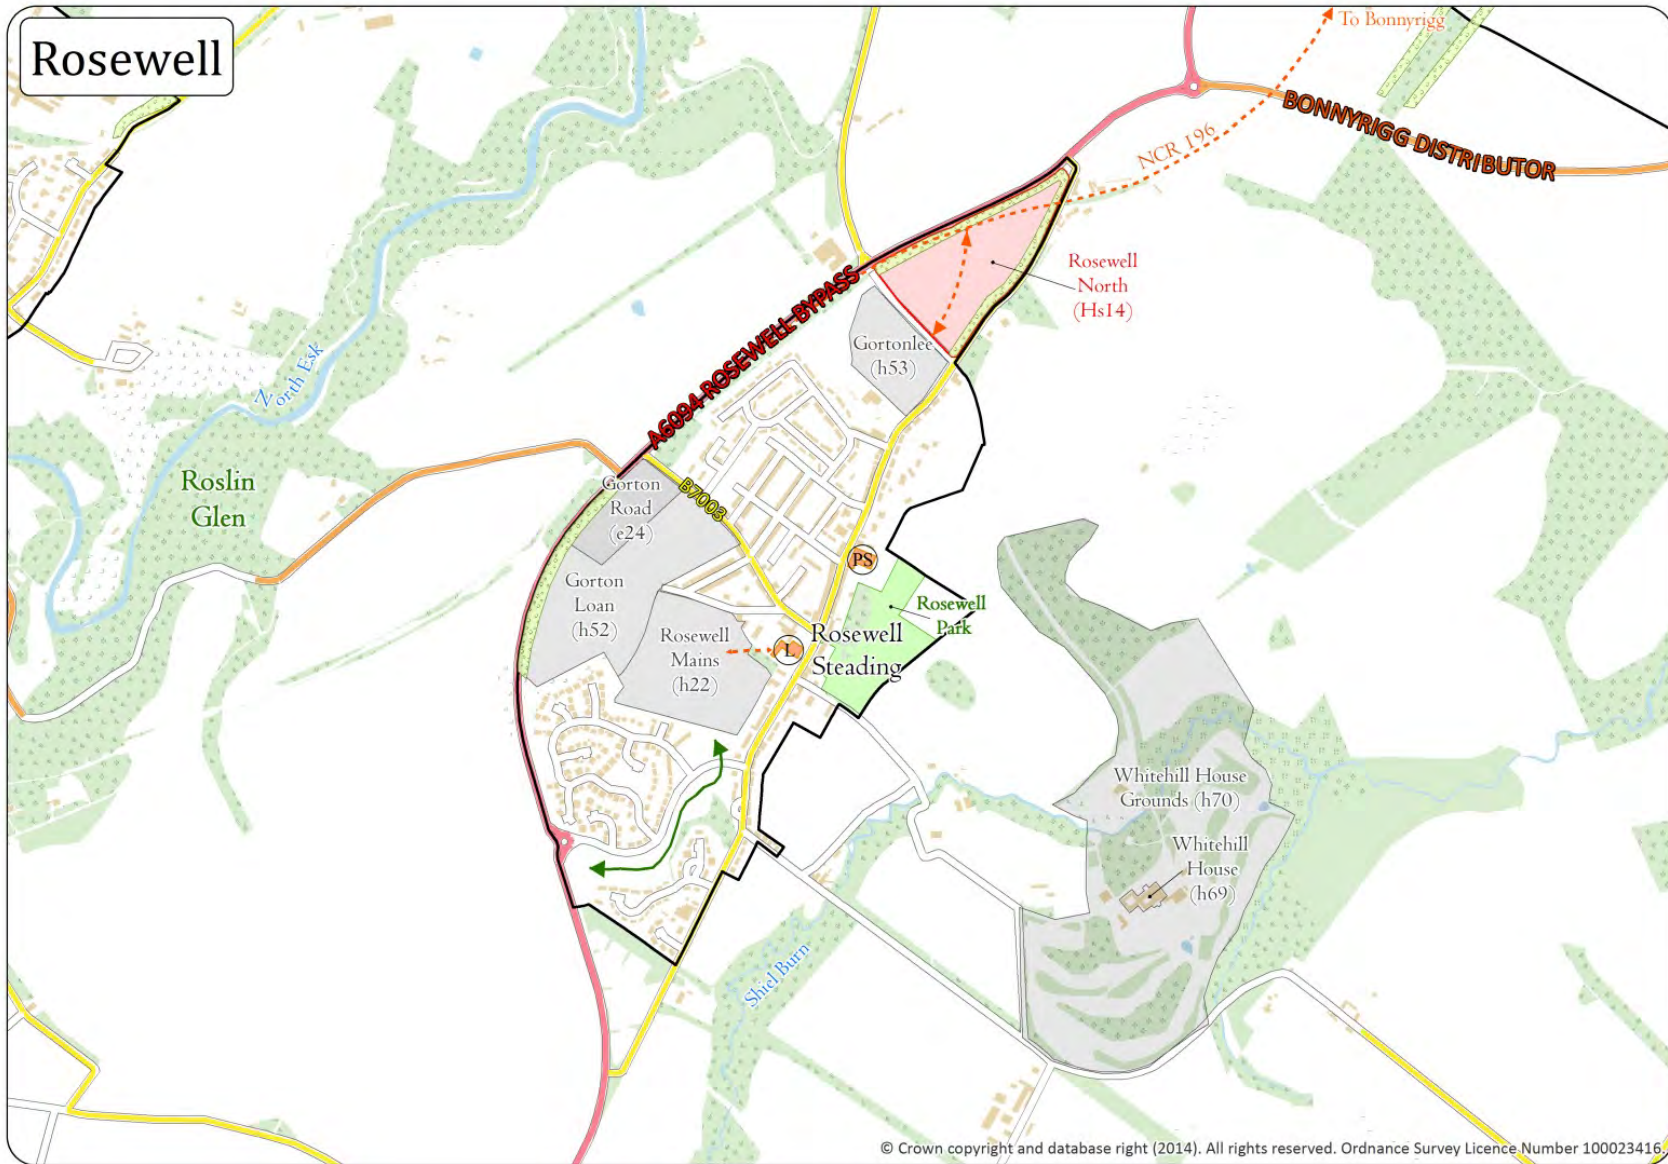 Rosewell
To Bonnyrigg
BONNYRIGG DISTRIBUTOR
NCR 196
Rosewell
North
(Hs14)
A6094 ROSEWELL BYPASS
Gortonlee
(h53)
North Esk
Roslin
Glen
Gorton
Road
(e24)
B7003
PS
Gorton
Loan
(h52)
Rosewell
Park
Rosewell
Mains
(h22)
L
Rosewell
Steading
Whitehill House
Grounds (h70)
Whitehill
House
(h69)
Shiel Burn
© Crown copyright and database right (2014). All rights reserved. Ordnance Survey Licence Number 100023416.